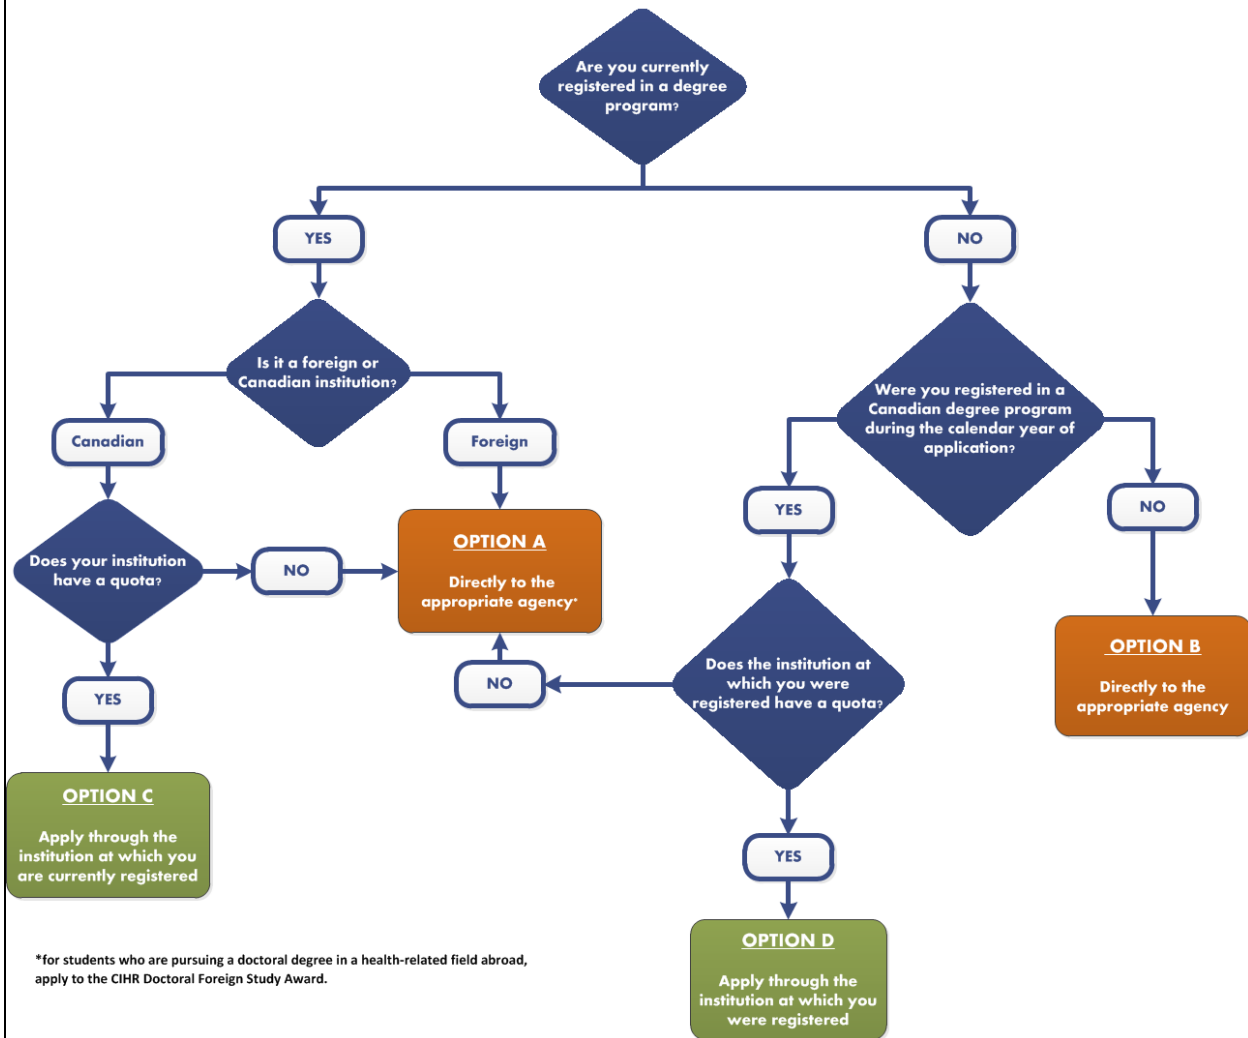 Are you currently
registered in a degree
program?
YES
NO
Is it a foreign or
Canadian institution?
Were you registered in a
Canadian degree program
during the calendar year of
application?
Canadian
Foreign
YES
NO
Does your institution
have a quota?
NO
OPTION A
Directly to the
appropriate agency*
YES
NO
Does the institution at
which you were
registered have a quota?
OPTION B
Directly to the
appropriate agency
OPTION C
Apply through the
institution at which you
are currently registered
YES
OPTION D
Apply through the
institution at which you
were registered
*for students who are pursuing a doctoral degree in a health-related field abroad,
apply to the CIHR Doctoral Foreign Study Award.